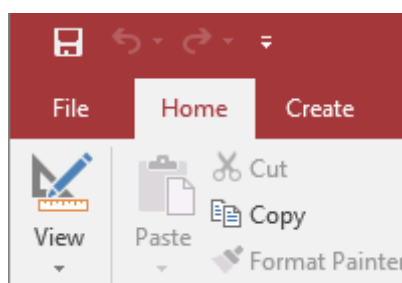 File Home Create
Cut
Copy
View Paste
Format Painter